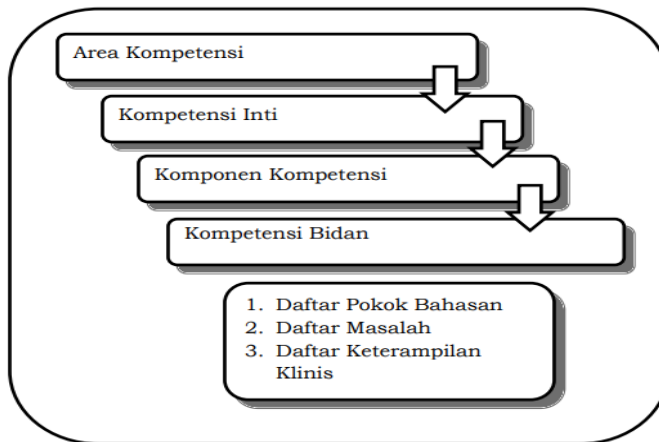 Area Kompetensi
Kompetensi Inti
Komponen Kompetensi
Kompetensi Bidan
1. Daftar Pokok Bahasan
2. Daftar Masalah
3. Daftar Keterampilan
Klinis